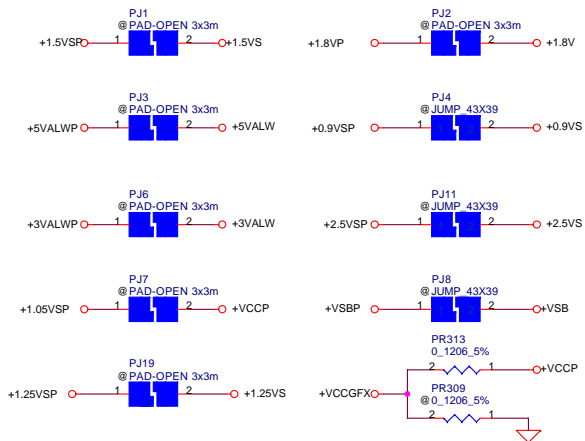 PJ1
@ PAD-OPEN 3x3m
+1.5VSP 1 2 +1.5VS
PJ2
@ PAD-OPEN 3x3m
+1.8VP 1 2 +1.8V
PJ3
@ PAD-OPEN 3x3m
+5VALWP 1 2 +5VALW
PJ4
@ JUMP_43X39
+0.9VSP 1 1 2 2 +0.9VS
PJ6
@ PAD-OPEN 3x3m
+3VALWP 1 2 +3VALW
PJ11
@ JUMP_43X39
+2.5VSP 1 1 2 2 +2.5VS
PJ7
@ PAD-OPEN 3x3m
+1.05VSP 1 2 +VCCP
PJ8
@ JUMP_43X39
+VSBP 1 1 2 2 +VSB
PJ19
@ PAD-OPEN 3x3m
+1.25VSP 1 2 +1.25VS
PR313
0_1206_5%
2 1 +VCCP
+VCCGFX
PR309
@ 0_1206_5%
2 1